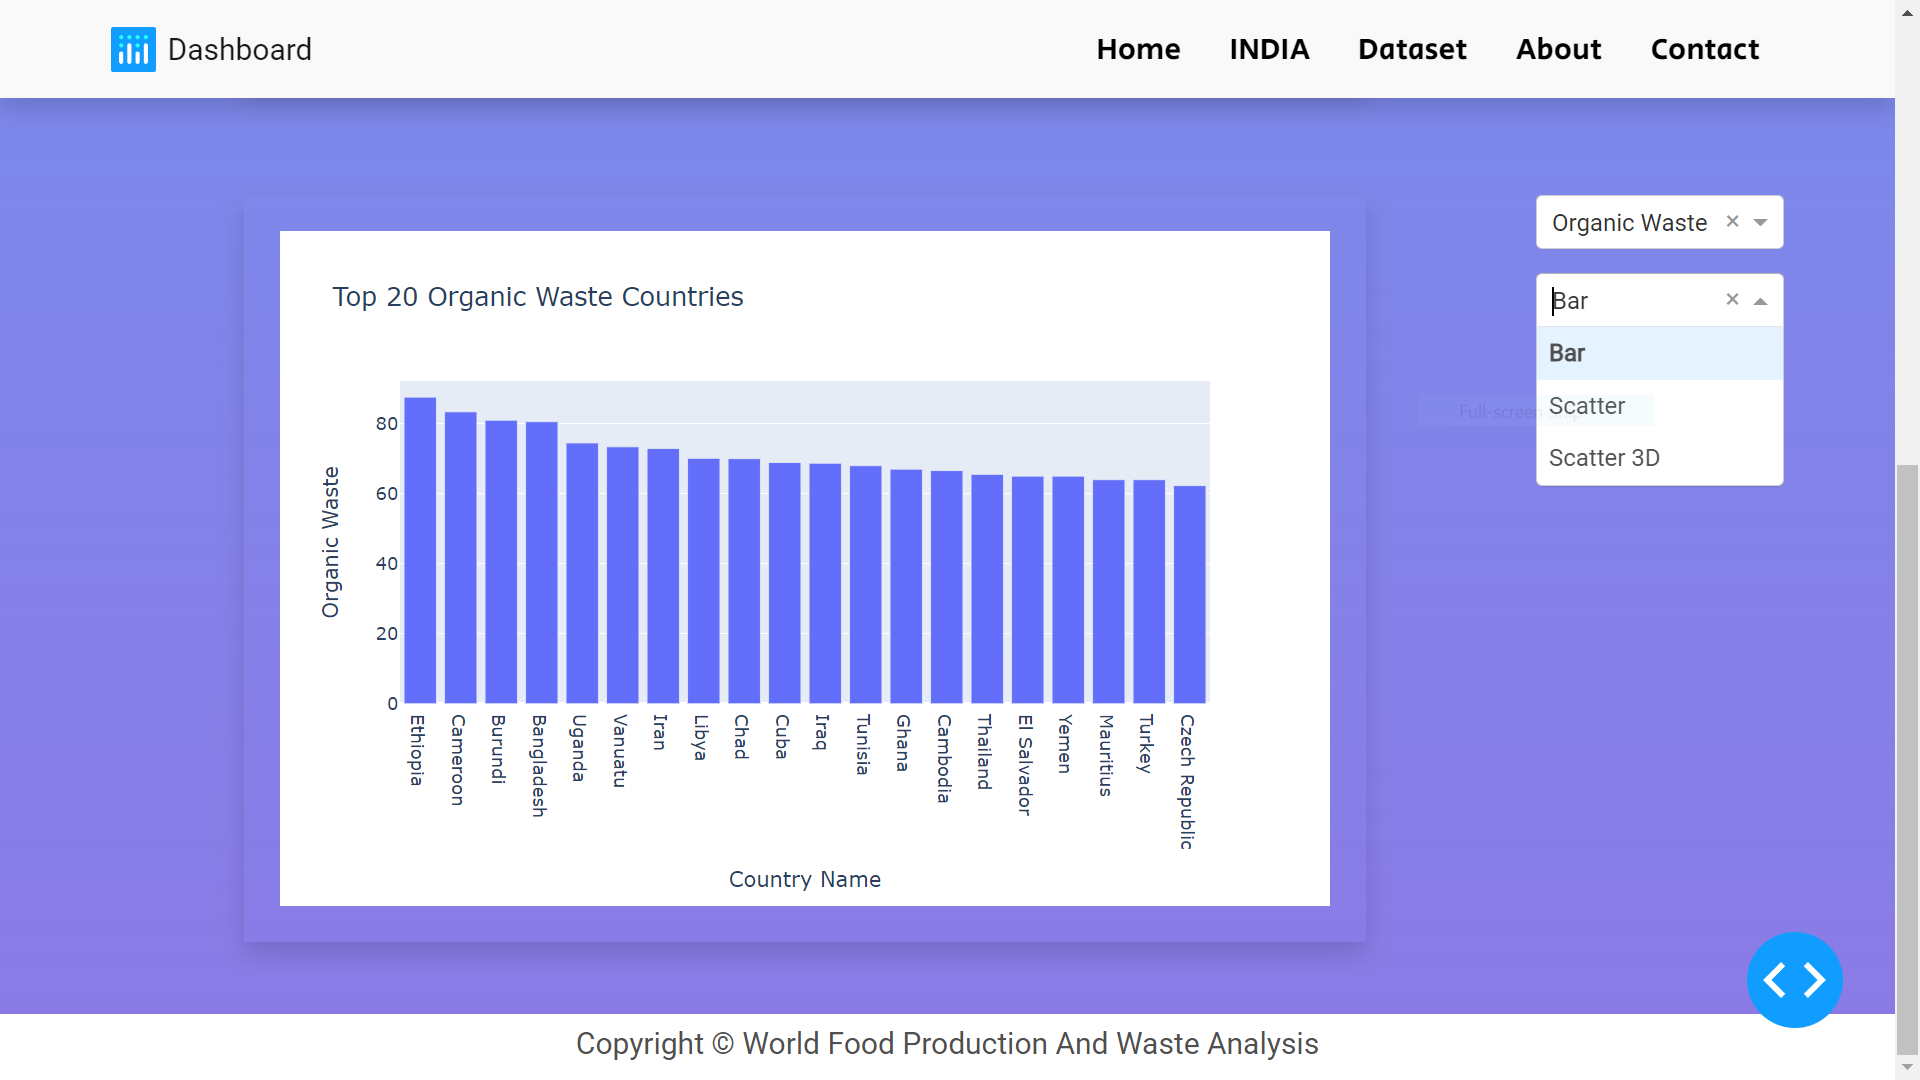 Dashboard
Home INDIA Dataset About Contact
Organic Waste ×
Bar ×
Bar
Scatter
Scatter 3D
Full-screen
Top 20 Organic Waste Countries
Organic Waste
80
60
40
20
0
Ethiopia
Cameroon
Burundi
Bangladesh
Uganda
Vanuatu
Iran
Libya
Chad
Cuba
Iraq
Tunisia
Ghana
Cambodia
Thailand
El Salvador
Yemen
Mauritius
Turkey
Czech Republic
Country Name
Copyright © World Food Production And Waste Analysis